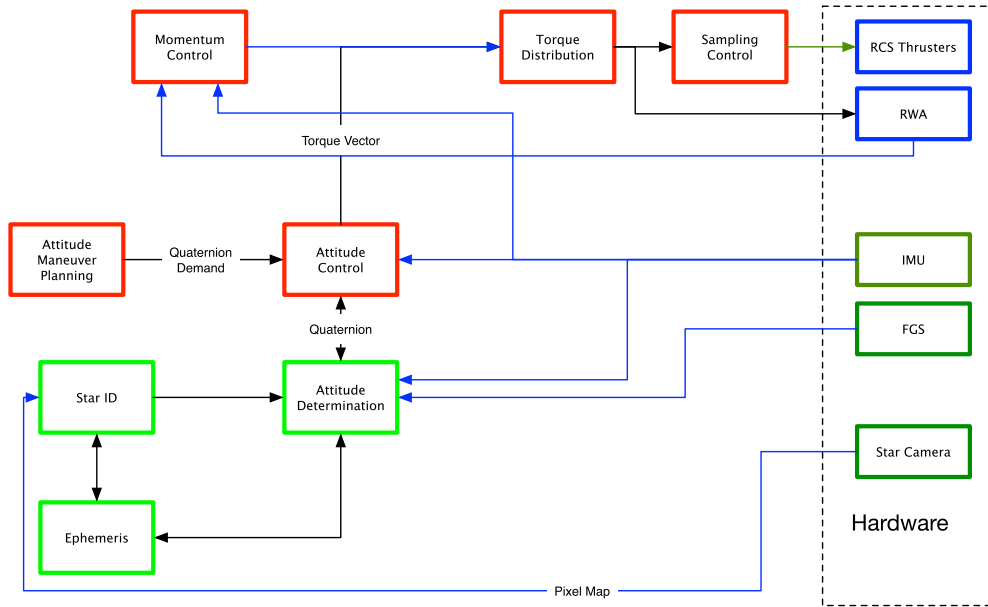 Momentum
Control
Torque
Distribution
Sampling
Control
RCS Thrusters
RWA
Torque Vector
Attitude
Maneuver
Planning
Quaternion
Demand
Attitude
Control
IMU
Quaternion
FGS
Star ID
Attitude
Determination
Star Camera
Ephemeris
Hardware
Pixel Map